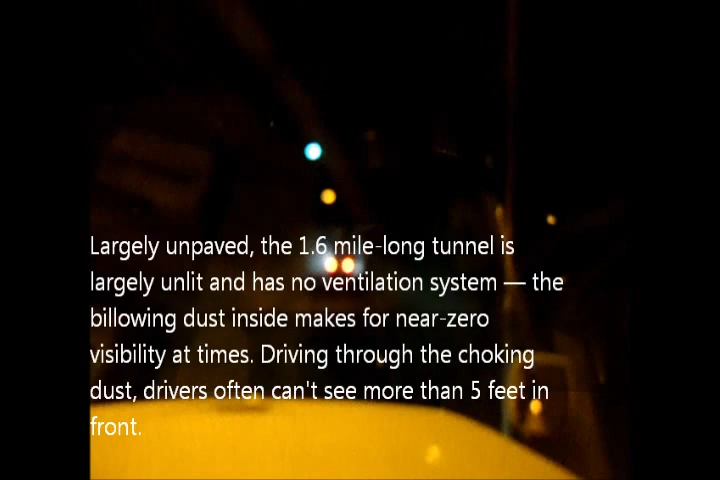 Largely unpaved, the 1.6 mile-long tunnel is
largely unlit and has no ventilation system — the
billowing dust inside makes for near-zero
visibility at times. Driving through the choking
dust, drivers often can't see more than 5 feet in
front.